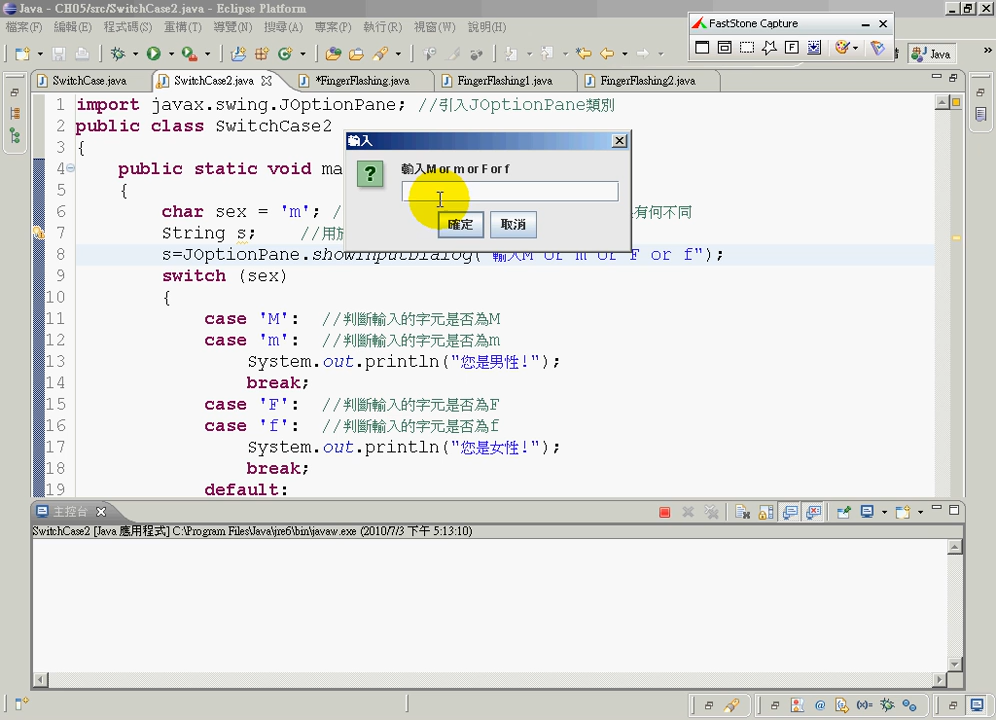 Java - CH05/src/SwitchCase2.java - Eclipse Platform
檔案(F) 編輯(E) 程式碼(S) 重構(T) 導覽(N) 搜尋(A) 專案(P) 執行(R) 視窗(W) 說明(H)
FastStone Capture
Java
SwitchCase.java SwitchCase2.java *FingerFlashing.java FingerFlashing1.java FingerFlashing2.java
1 import javax.swing.JOptionPane; //引入JOptionPane類別
2 public class SwitchCase2
3 {
4 public static void ma
5 {
6 char sex = 'm'; / 有何不同
7 String s; //用於
8 s=JOptionPane.showInputDialog("輸入M or m or F or f");
9 switch (sex)
10 {
11 case 'M': //判斷輸入的字元是否為M
12 case 'm': //判斷輸入的字元是否為m
13 System.out.println("您是男性!");
14 break;
15 case 'F': //判斷輸入的字元是否為F
16 case 'f': //判斷輸入的字元是否為f
17 System.out.println("您是女性!");
18 break;
19 default:
輸入
輸入M or m or F or f
確定 取消
主控台
SwitchCase2 [Java 應用程式] C:\Program Files\Java\jre6\bin\javaw.exe (2010/7/3 下午 5:13:10)